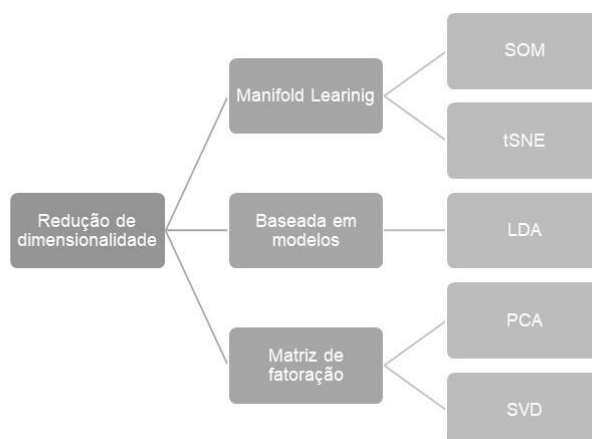 SOM
Manifold Learinig
tSNE
Redução de
dimensionalidade
Baseada em
modelos
LDA
PCA
Matriz de
fatoração
SVD